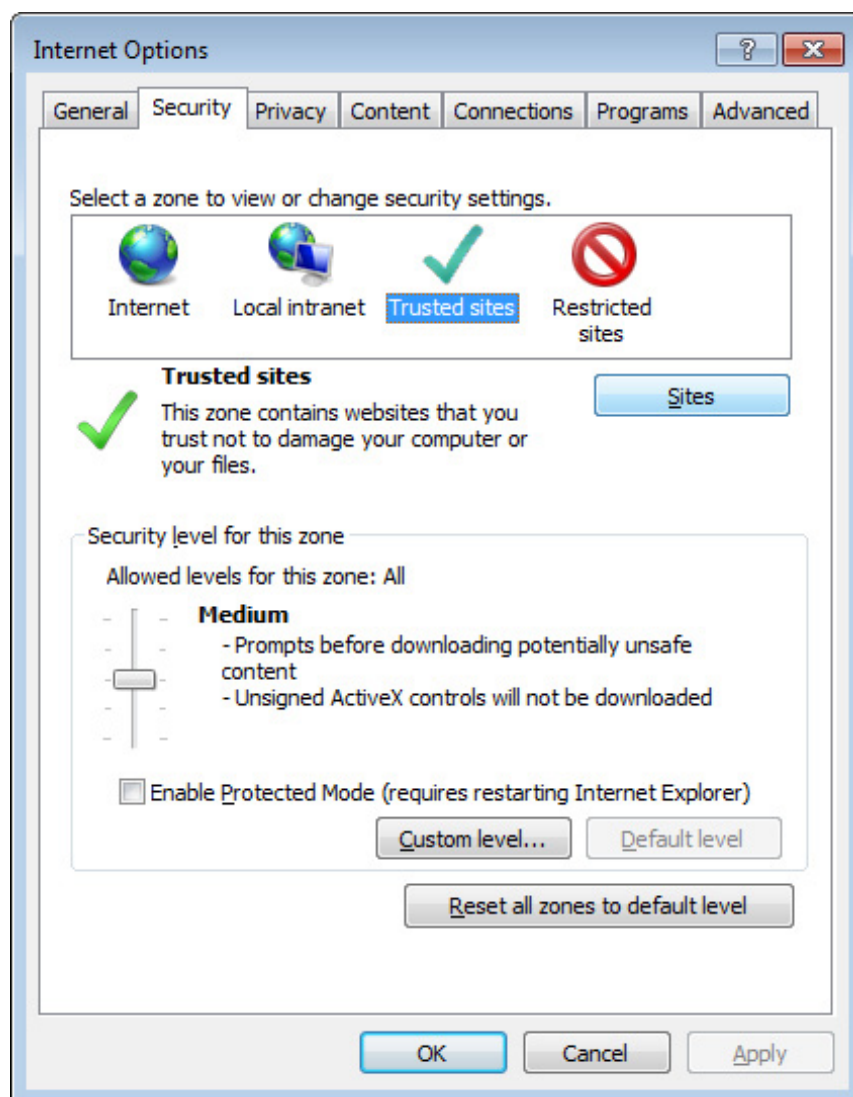 Internet Options
?
General Security Privacy Content Connections Programs Advanced
Select a zone to view or change security settings.
Internet Local intranet Trusted sites Restricted
sites
Trusted sites
Sites
This zone contains websites that you
trust not to damage your computer or
your files.
Security level for this zone
Allowed levels for this zone: All
Medium
- Prompts before downloading potentially unsafe
content
- Unsigned ActiveX controls will not be downloaded
Enable Protected Mode (requires restarting Internet Explorer)
Custom level... Default level
Reset all zones to default level
OK Cancel Apply